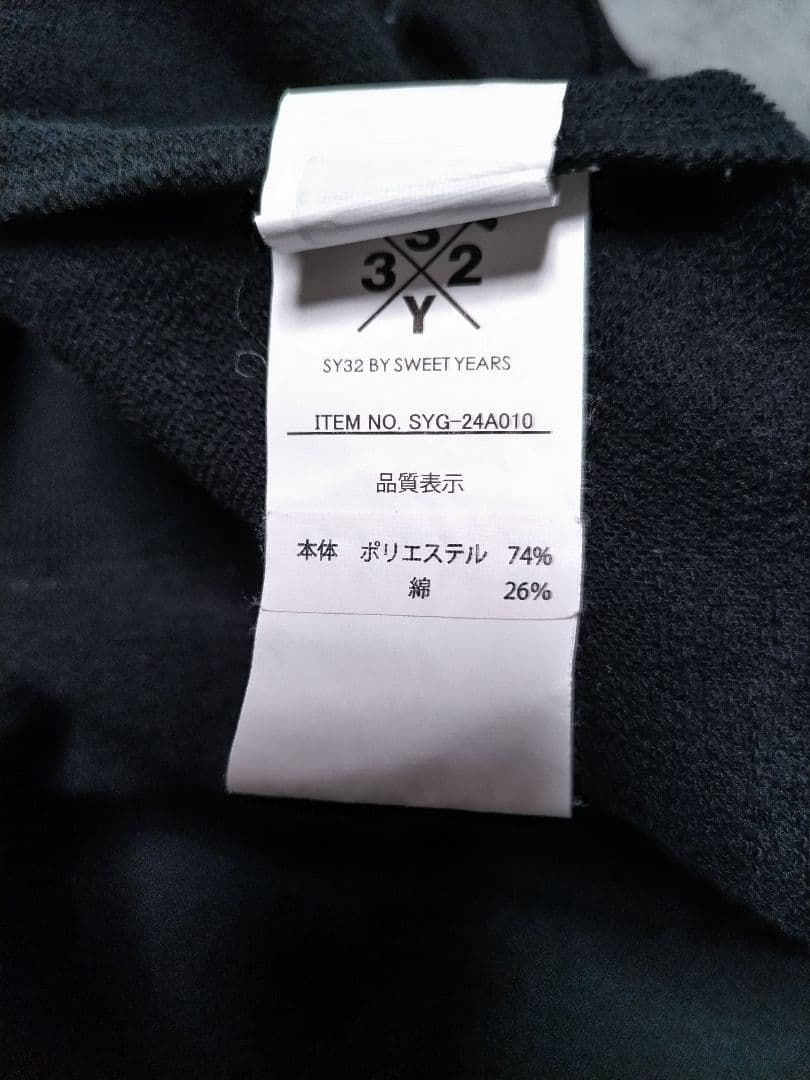 S
3 2
Y
SY32 BY SWEET YEARS
ITEM NO. SYG-24A010
品質表示
本体 ポリエステル 74%
綿 26%